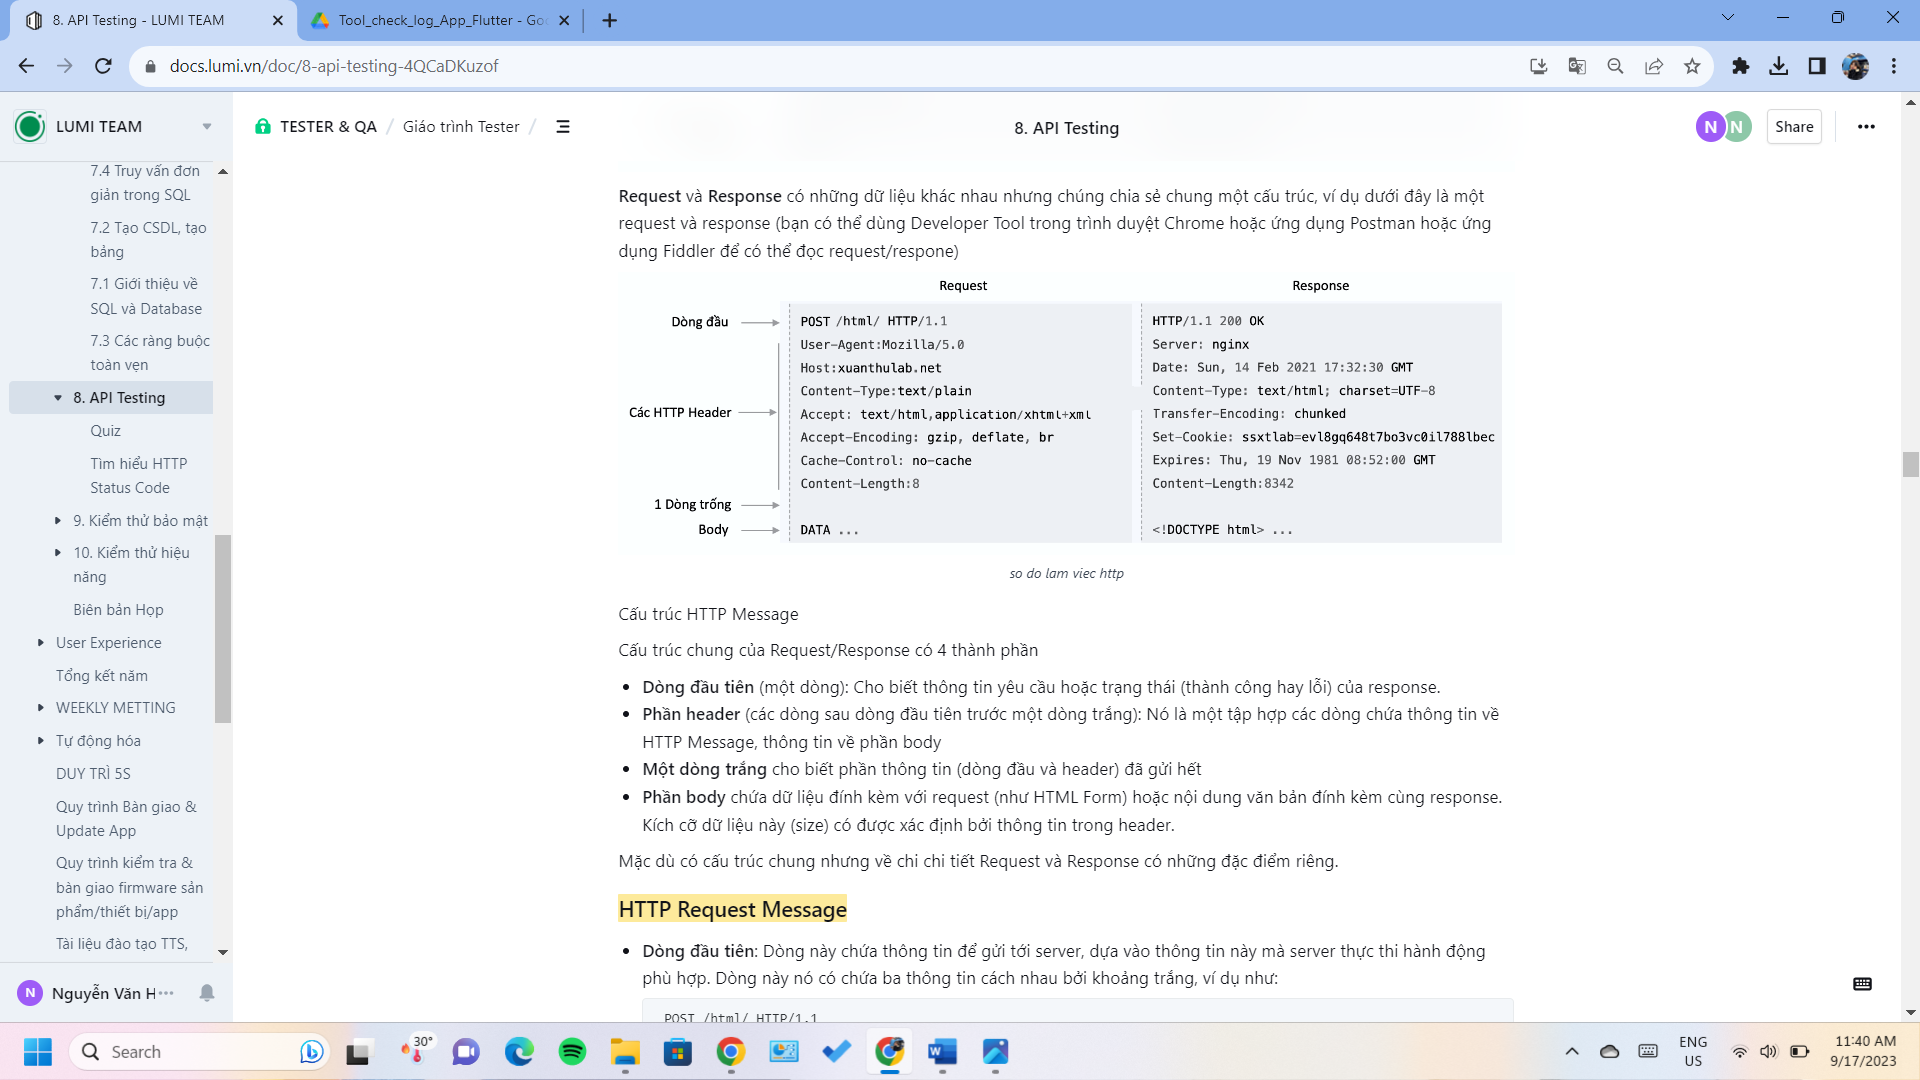 8. API Testing - LUMI TEAM
Tool_check_log_App_Flutter - Goo
docs.lumi.vn/doc/8-api-testing-4QCaDKuzof
LUMI TEAM
TESTER & QA / Giáo trình Tester /
8. API Testing
N N
Share
7.4 Truy vấn đơn
giản trong SQL
7.2 Tạo CSDL, tạo
bảng
7.1 Giới thiệu về
SQL và Database
7.3 Các ràng buộc
toàn vẹn
8. API Testing
Quiz
Tìm hiểu HTTP
Status Code
9. Kiểm thử bảo mật
10. Kiểm thử hiệu
năng
Biên bản Họp
User Experience
Tổng kết năm
WEEKLY METTING
Tự động hóa
DUY TRÌ 5S
Quy trình Bàn giao &
Update App
Quy trình kiểm tra &
bàn giao firmware sản
phẩm/thiết bị/app
Tài liệu đào tạo TTS,
N Nguyễn Văn H
Request và Response có những dữ liệu khác nhau nhưng chúng chia sẻ chung một cấu trúc, ví dụ dưới đây là một
request và response (bạn có thể dùng Developer Tool trong trình duyệt Chrome hoặc ứng dụng Postman hoặc ứng
dụng Fiddler để có thể đọc request/respone)
Request
Response
Dòng đầu
Các HTTP Header
1 Dòng trống
Body
POST /html/ HTTP/1.1
User-Agent:Mozilla/5.0
Host:xuanthulab.net
Content-Type:text/plain
Accept: text/html,application/xhtml+xml
Accept-Encoding: gzip, deflate, br
Cache-Control: no-cache
Content-Length:8
DATA ...
HTTP/1.1 200 OK
Server: nginx
Date: Sun, 14 Feb 2021 17:32:30 GMT
Content-Type: text/html; charset=UTF-8
Transfer-Encoding: chunked
Set-Cookie: ssxtlab=evl8gq648t7bo3vc0il788lbec
Expires: Thu, 19 Nov 1981 08:52:00 GMT
Content-Length:8342
<!DOCTYPE html> ...
so do lam viec http
Cấu trúc HTTP Message
Cấu trúc chung của Request/Response có 4 thành phần
Dòng đầu tiên (một dòng): Cho biết thông tin yêu cầu hoặc trạng thái (thành công hay lỗi) của response.
Phần header (các dòng sau dòng đầu tiên trước một dòng trắng): Nó là một tập hợp các dòng chứa thông tin về
HTTP Message, thông tin về phần body
Một dòng trắng cho biết phần thông tin (dòng đầu và header) đã gửi hết
Phần body chứa dữ liệu đính kèm với request (như HTML Form) hoặc nội dung văn bản đính kèm cùng response.
Kích cỡ dữ liệu này (size) có được xác định bởi thông tin trong header.
Mặc dù có cấu trúc chung nhưng về chi chi tiết Request và Response có những đặc điểm riêng.
HTTP Request Message
Dòng đầu tiên: Dòng này chứa thông tin để gửi tới server, dựa vào thông tin này mà server thực thi hành động
phù hợp. Dòng này nó có chứa ba thông tin cách nhau bởi khoảng trắng, ví dụ như:
POST /html/ HTTP/1.1
Search
30°
ENG
US
11:40 AM
9/17/2023